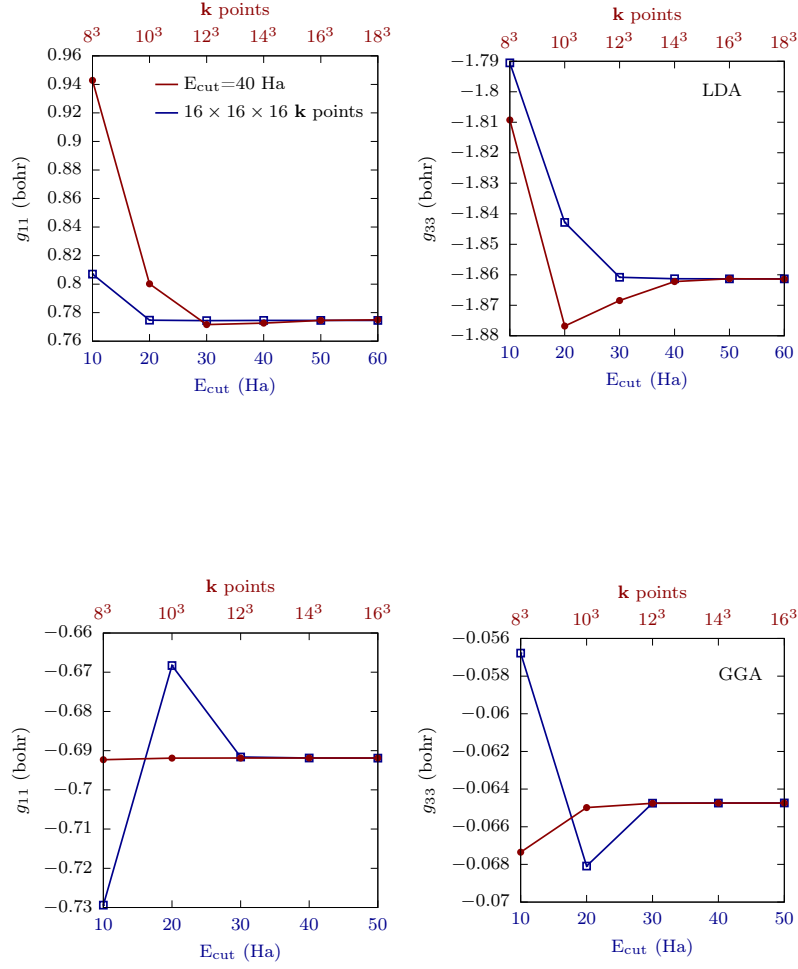 k points
8³ 10³ 12³ 14³ 16³ 18³
0.96
0.94
0.92
0.9
0.88
0.86
0.84
0.82
0.8
0.78
0.76
g₁₁ (bohr)
E_cut=40 Ha
16 × 16 × 16 k points
10 20 30 40 50 60
E_cut (Ha)
k points
8³ 10³ 12³ 14³ 16³ 18³
−1.79
−1.8
−1.81
−1.82
−1.83
−1.84
−1.85
−1.86
−1.87
−1.88
g₃₃ (bohr)
LDA
10 20 30 40 50 60
E_cut (Ha)
k points
8³ 10³ 12³ 14³ 16³
−0.66
−0.67
−0.68
−0.69
−0.7
−0.71
−0.72
−0.73
g₁₁ (bohr)
10 20 30 40 50
E_cut (Ha)
k points
8³ 10³ 12³ 14³ 16³
−0.056
−0.06
−0.062
−0.064
−0.066
−0.068
−0.07
g₃₃ (bohr)
GGA
10 20 30 40 50
E_cut (Ha)